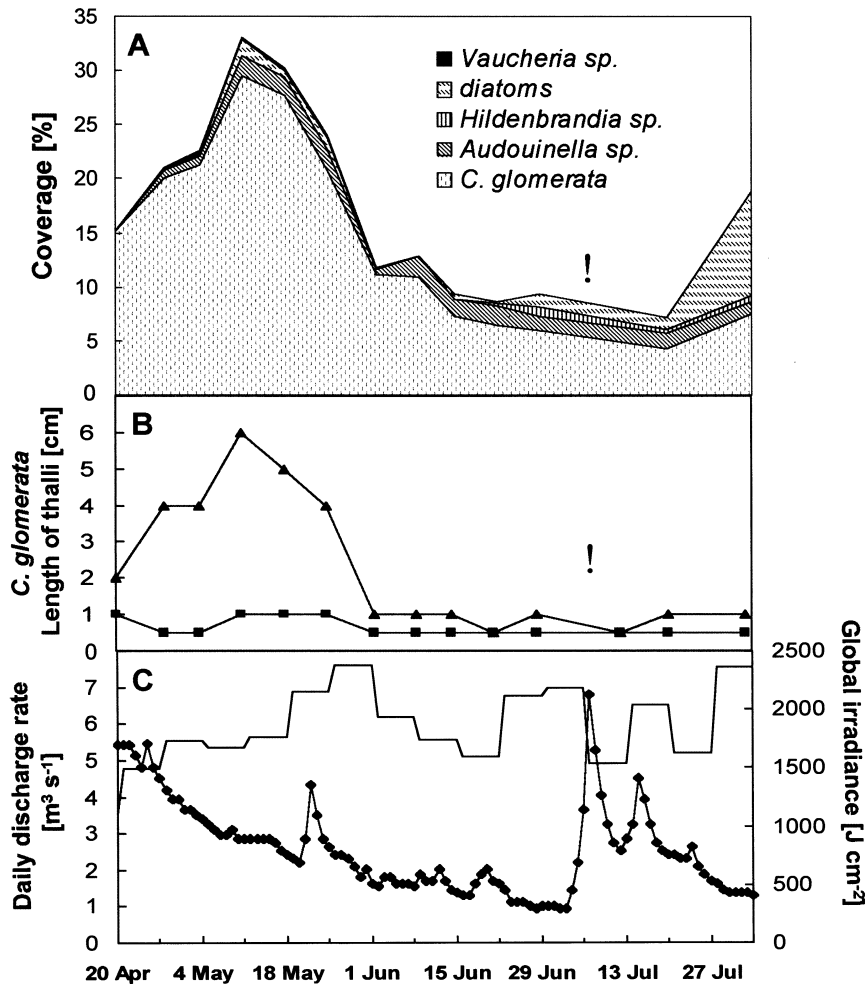 A
35
30
25
20
15
10
5
0
Coverage [%]
Vaucheria sp.
diatoms
Hildenbrandia sp.
Audouinella sp.
C. glomerata
!
B
6
5
4
3
2
1
0
C. glomerata
Length of thalli [cm]
!
C
7
6
5
4
3
2
1
0
Daily discharge rate
[m³ s⁻¹]
2500
2000
1500
1000
500
0
Global irradiance [J cm⁻²]
20 Apr 4 May 18 May 1 Jun 15 Jun 29 Jun 13 Jul 27 Jul